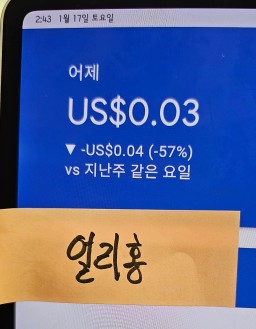 2:43 1월 17일 토요일
어제
US$0.03
▼ -US$0.04 (-57%)
vs 지난주 같은 요일
얼리홍